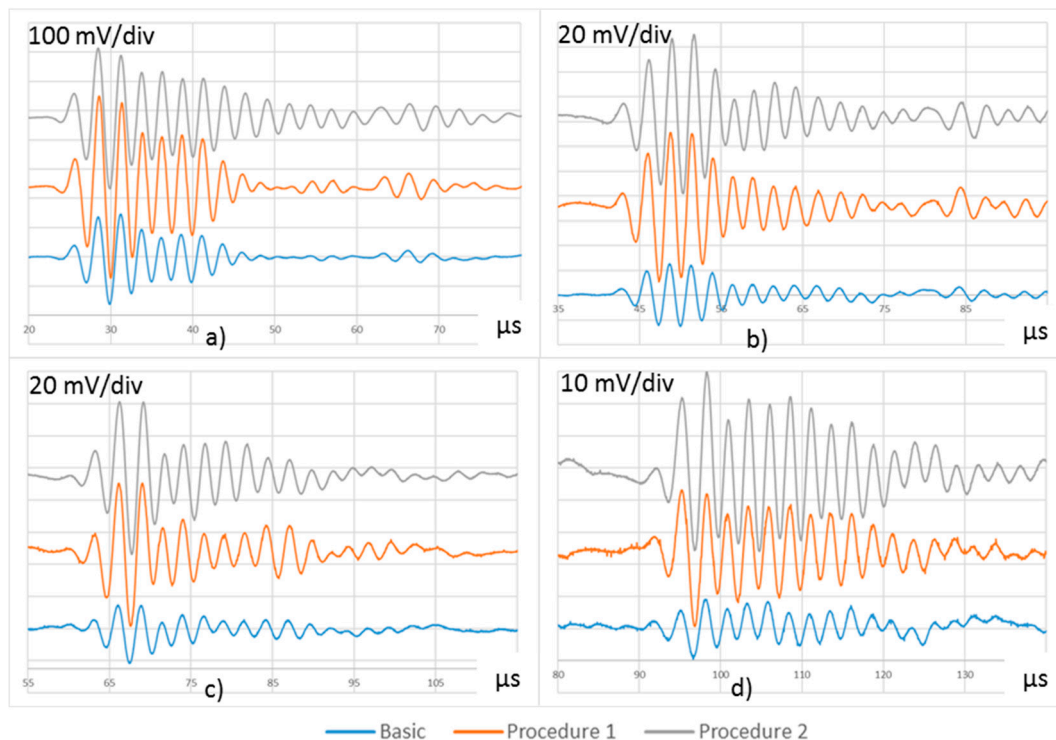 100 mV/div
20 30 40 50 60 70 µs
a)
20 mV/div
35 45 55 65 75 85 µs
b)
20 mV/div
55 65 75 85 95 105 µs
c)
10 mV/div
80 90 100 110 120 130 µs
d)
Basic Procedure 1 Procedure 2